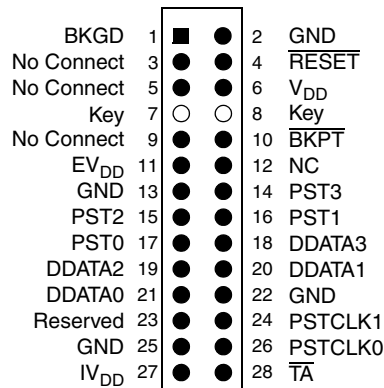 BKGD 1 2 GND
No Connect 3 4 RESET
No Connect 5 6 VDD
Key 7 8 Key
No Connect 9 10 BKPT
EVDD 11 12 NC
GND 13 14 PST3
PST2 15 16 PST1
PST0 17 18 DDATA3
DDATA2 19 20 DDATA1
DDATA0 21 22 GND
Reserved 23 24 PSTCLK1
GND 25 26 PSTCLK0
IVDD 27 28 TA